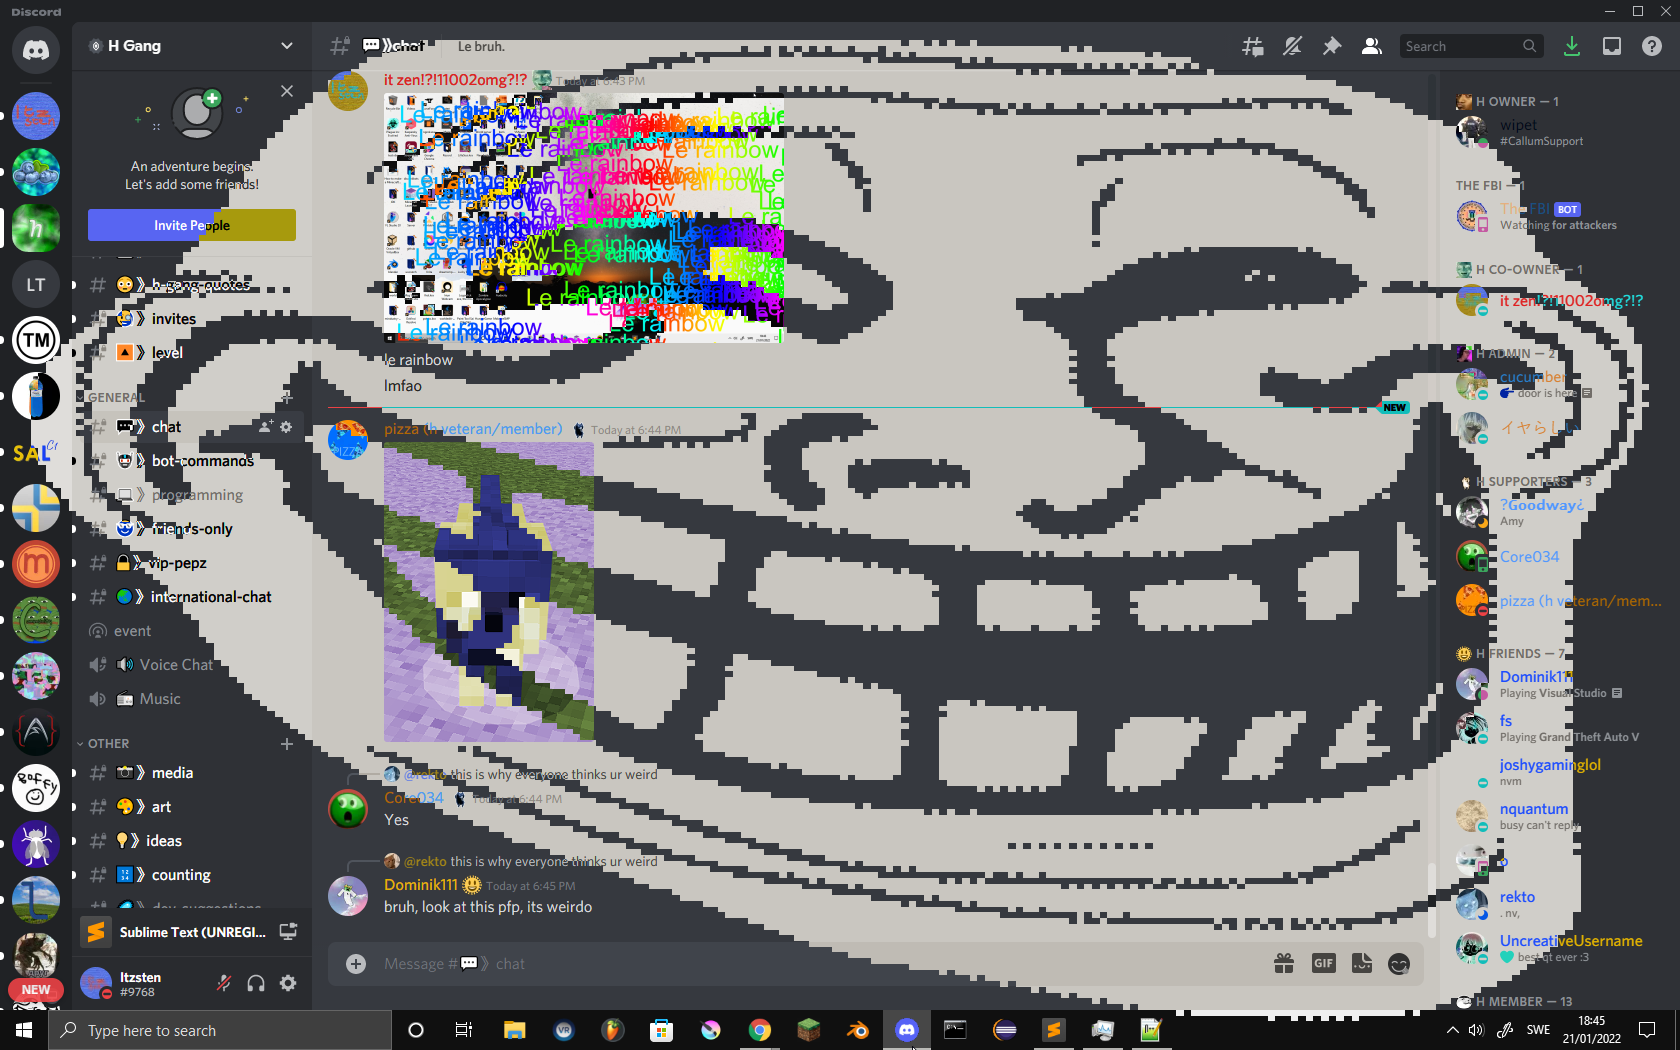 Discord
H Gang
chat
Le bruh.
Search
it zen!?!11002omg?!? Today at 6:43 PM
Le rainbow
le rainbow
lmfao
NEW
pizza (h veteran/member) Today at 6:44 PM
@rekto this is why everyone thinks ur weird
Core034 Today at 6:44 PM
Yes
@rekto this is why everyone thinks ur weird
Dominik111 Today at 6:45 PM
bruh, look at this pfp, its weirdo
Message # 》 chat
GIF
An adventure begins.
Let's add some friends!
Invite People
h-gang-quotes
invites
level
GENERAL
chat
bot-commands
programming
friends-only
vip-pepz
international-chat
event
Voice Chat
Music
OTHER
media
art
ideas
counting
dev-suggestions
Sublime Text (UNREGI...
Itzsten
#9768
LT
TM
SAL C1
m
Boffy
NEW
H OWNER — 1
wipet
#CallumSupport
THE FBI — 1
The FBI BOT
Watching for attackers
H CO-OWNER — 1
it zen!?!11002omg?!?
H ADMIN — 2
cucumber
door is here
イヤらしい
H SUPPORTERS — 3
?Goodway¿
Amy
Core034
pizza (h veteran/mem...
H FRIENDS — 7
Dominik111
Playing Visual Studio
fs
Playing Grand Theft Auto V
joshygaminglol
nvm
nquantum
busy can't reply
o
rekto
. nv,
UncreativeUsername
best qt ever :3
H MEMBER — 13
Type here to search
SWE
18:45
21/01/2022